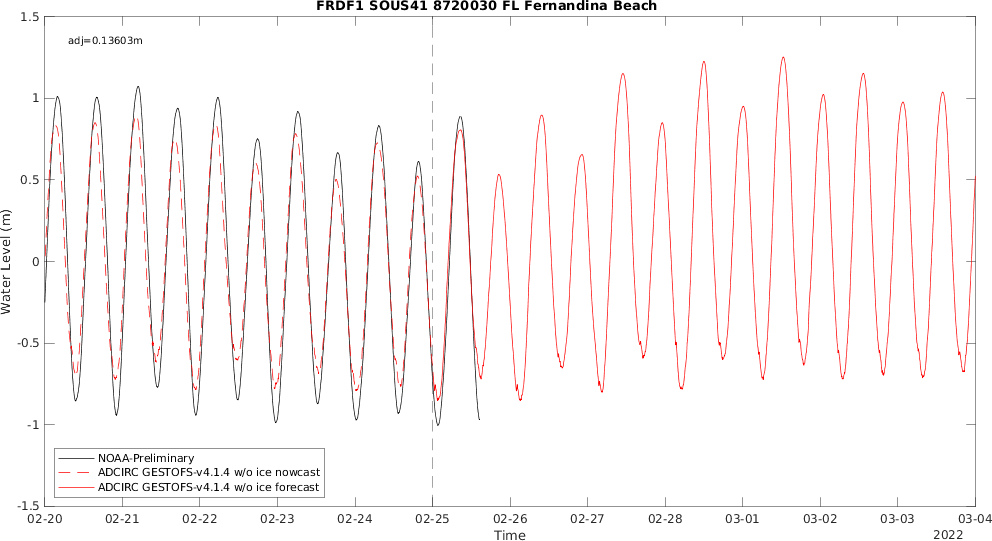 FRDF1 SOUS41 8720030 FL Fernandina Beach
adj=0.13603m
1.5
1
0.5
0
-0.5
-1
-1.5
Water Level (m)
NOAA-Preliminary
ADCIRC GESTOFS-v4.1.4 w/o ice nowcast
ADCIRC GESTOFS-v4.1.4 w/o ice forecast
02-20 02-21 02-22 02-23 02-24 02-25 02-26 02-27 02-28 03-01 03-02 03-03 03-04
Time
2022